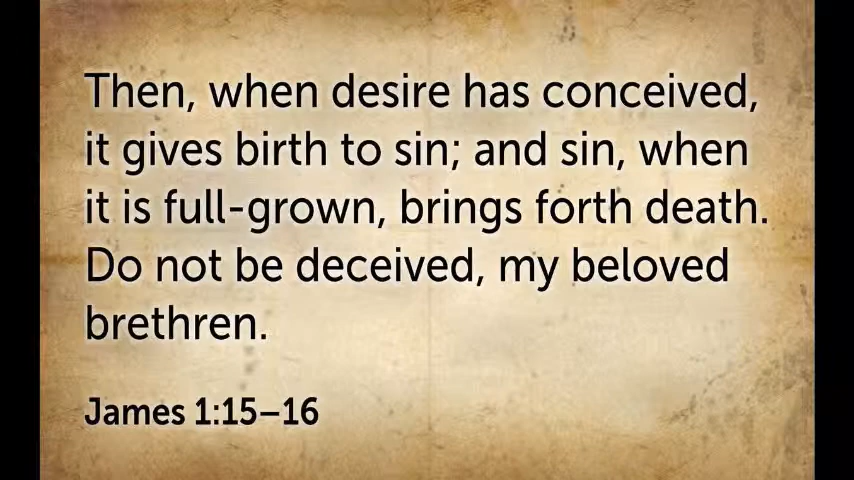 Then, when desire has conceived,
it gives birth to sin; and sin, when
it is full-grown, brings forth death.
Do not be deceived, my beloved
brethren.
James 1:15–16